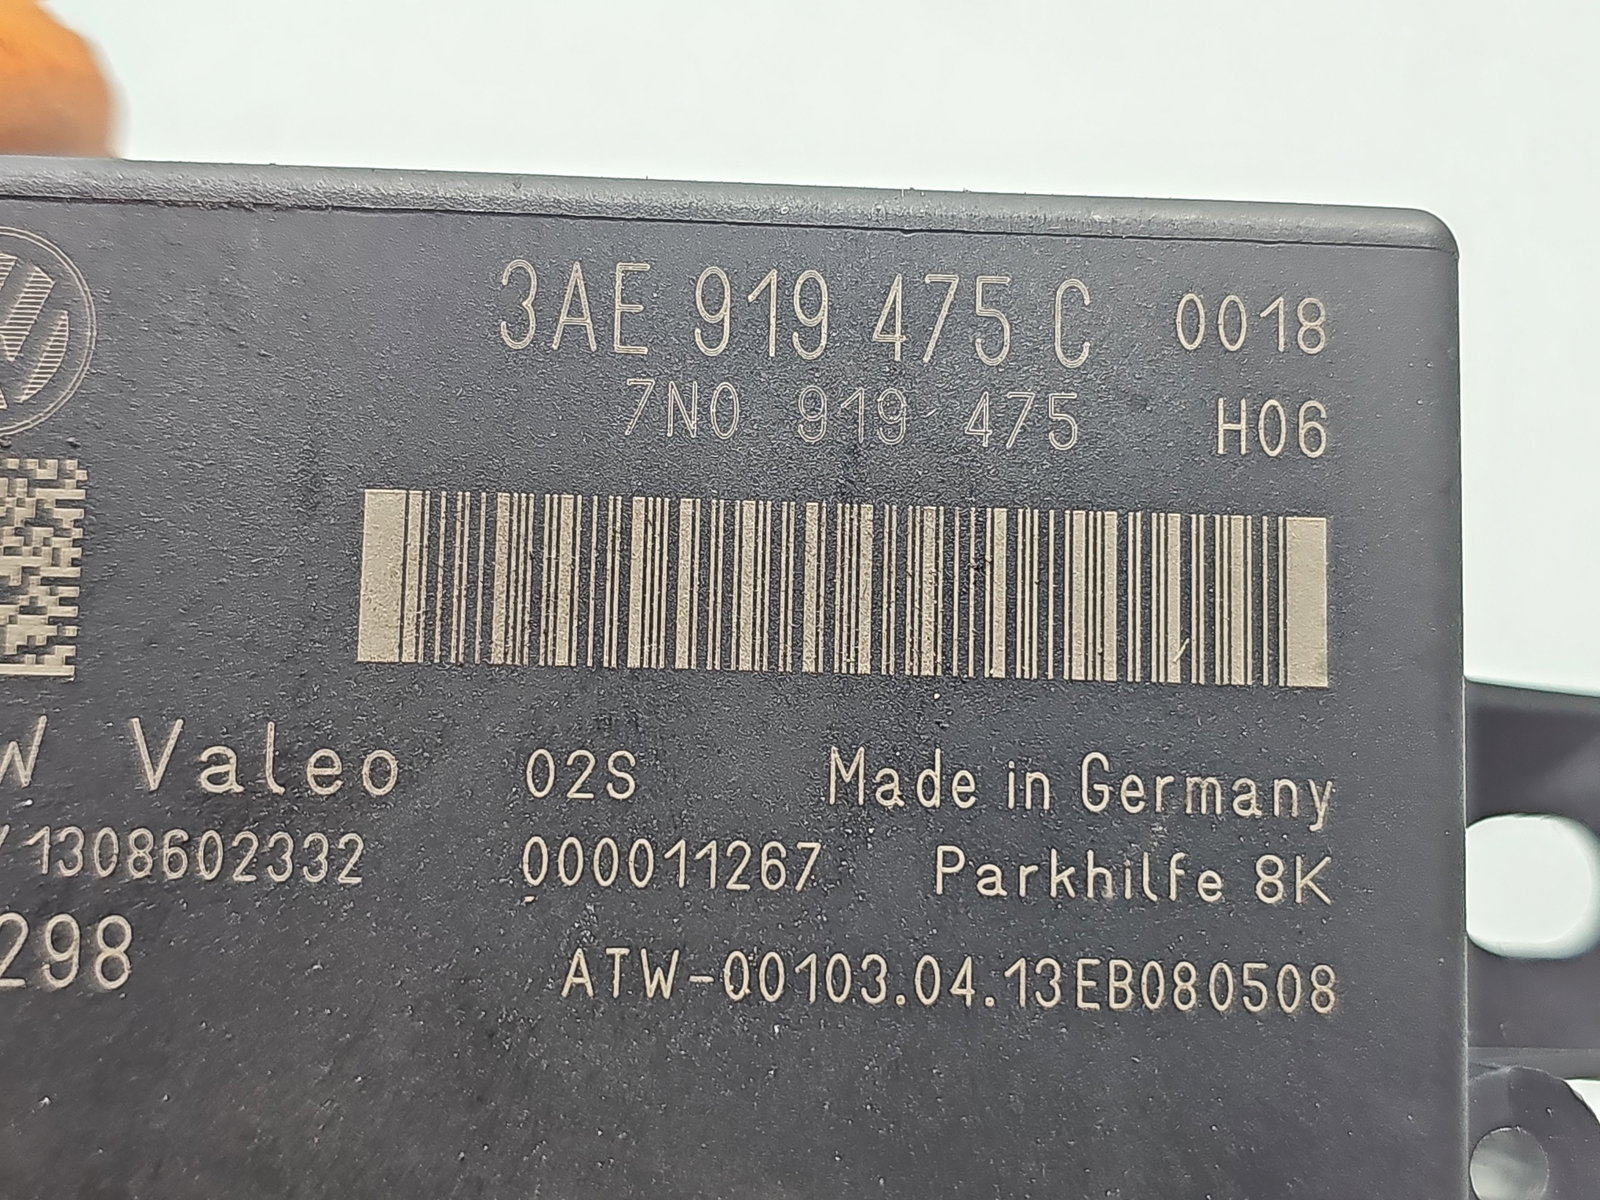 3AE 919 475 C 0018
7N0 919 475 H06
W Valeo 02S Made in Germany
/1308602332 000011267 Parkhilfe 8K
298 ATW-00103.04.13EB080508